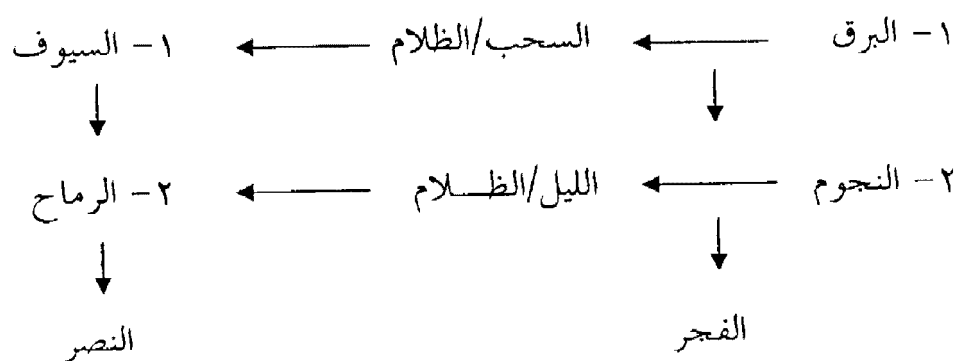 ١- البرق السحب/الظلام ١- السيوف
٢- النجوم الليل/الظلام ٢- الرماح
الفجر النصر